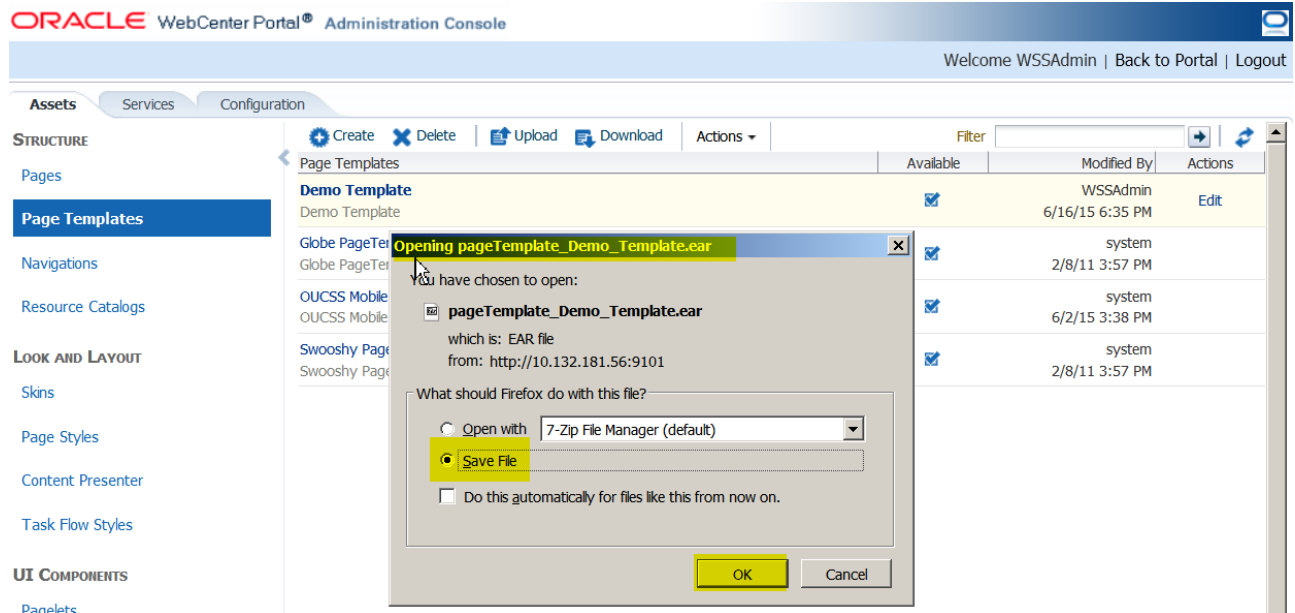 ORACLE WebCenter Portal® Administration Console
Welcome WSSAdmin | Back to Portal | Logout
Assets Services Configuration
STRUCTURE
Pages
Page Templates
Navigations
Resource Catalogs
LOOK AND LAYOUT
Skins
Page Styles
Content Presenter
Task Flow Styles
UI COMPONENTS
Pagelets
Create Delete Upload Download Actions Filter
Page Templates Available Modified By Actions
Demo Template WSSAdmin
Demo Template 6/16/15 6:35 PM Edit
Globe PageTe system
Globe PageTe 2/8/11 3:57 PM
OUCSS Mobile system
OUCSS Mobile 6/2/15 3:38 PM
Swooshy Page system
Swooshy Page 2/8/11 3:57 PM
Opening pageTemplate_Demo_Template.ear
You have chosen to open:
pageTemplate_Demo_Template.ear
which is: EAR file
from: http://10.132.181.56:9101
What should Firefox do with this file?
Open with 7-Zip File Manager (default)
Save File
Do this automatically for files like this from now on.
OK Cancel